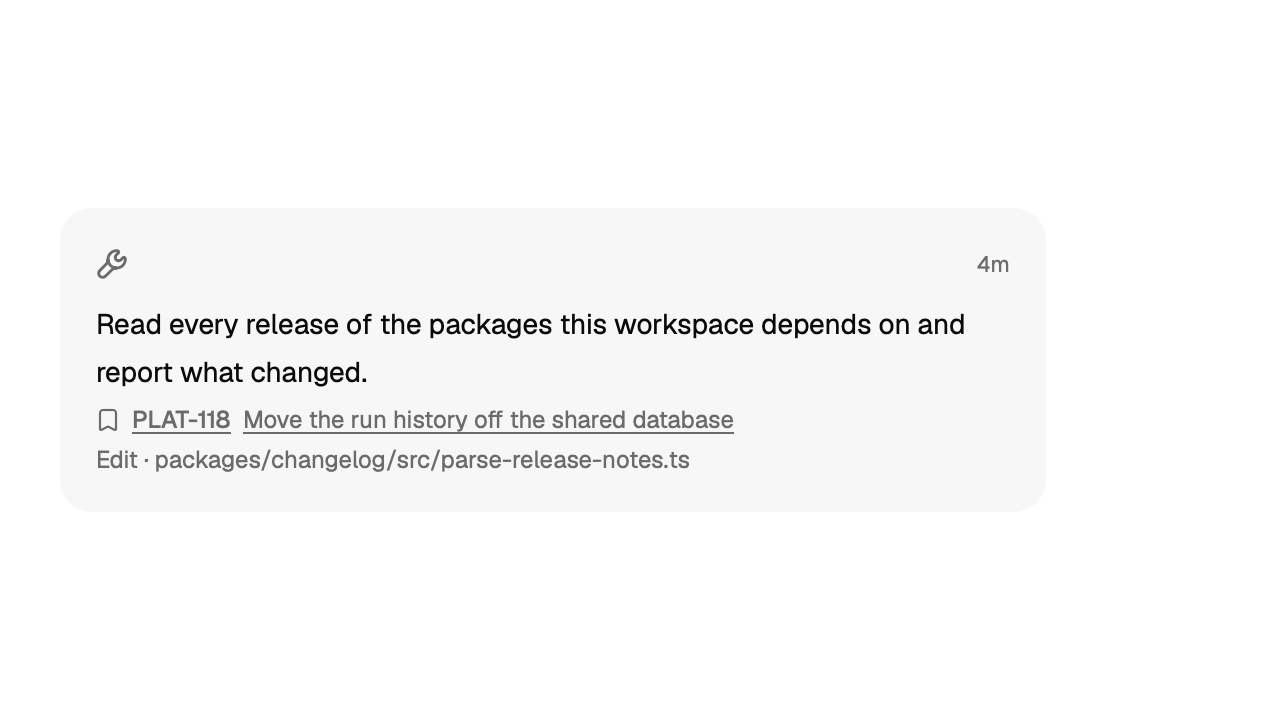 4m
Read every release of the packages this workspace depends on and
report what changed.
PLAT-118 Move the run history off the shared database
Edit · packages/changelog/src/parse-release-notes.ts